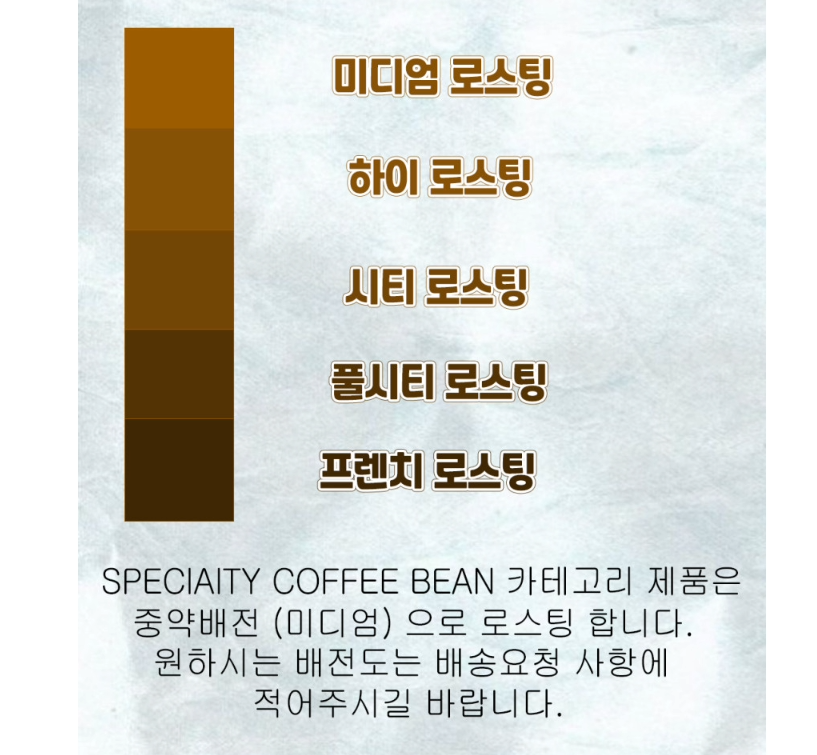 미디엄 로스팅
하이 로스팅
시티 로스팅
풀시티 로스팅
프렌치 로스팅
SPECIAITY COFFEE BEAN 카테고리 제품은
중약배전 (미디엄) 으로 로스팅 합니다.
원하시는 배전도는 배송요청 사항에
적어주시길 바랍니다.